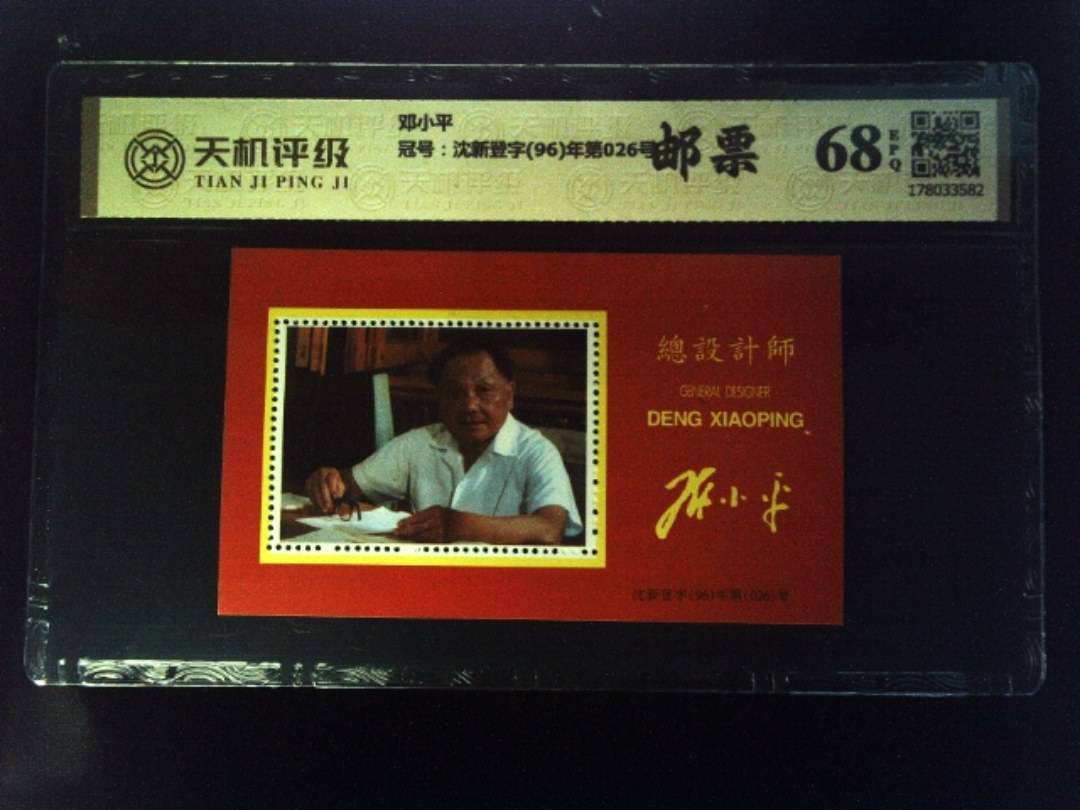 天机评级
TIAN JI PING JI
邓小平
冠号：沈新登字(96)年第026号
邮票
68
EPQ
178033582
總設計師
GENERAL DESIGNER
DENG XIAOPING
邓小平
沈新登字(96)年第(026)号